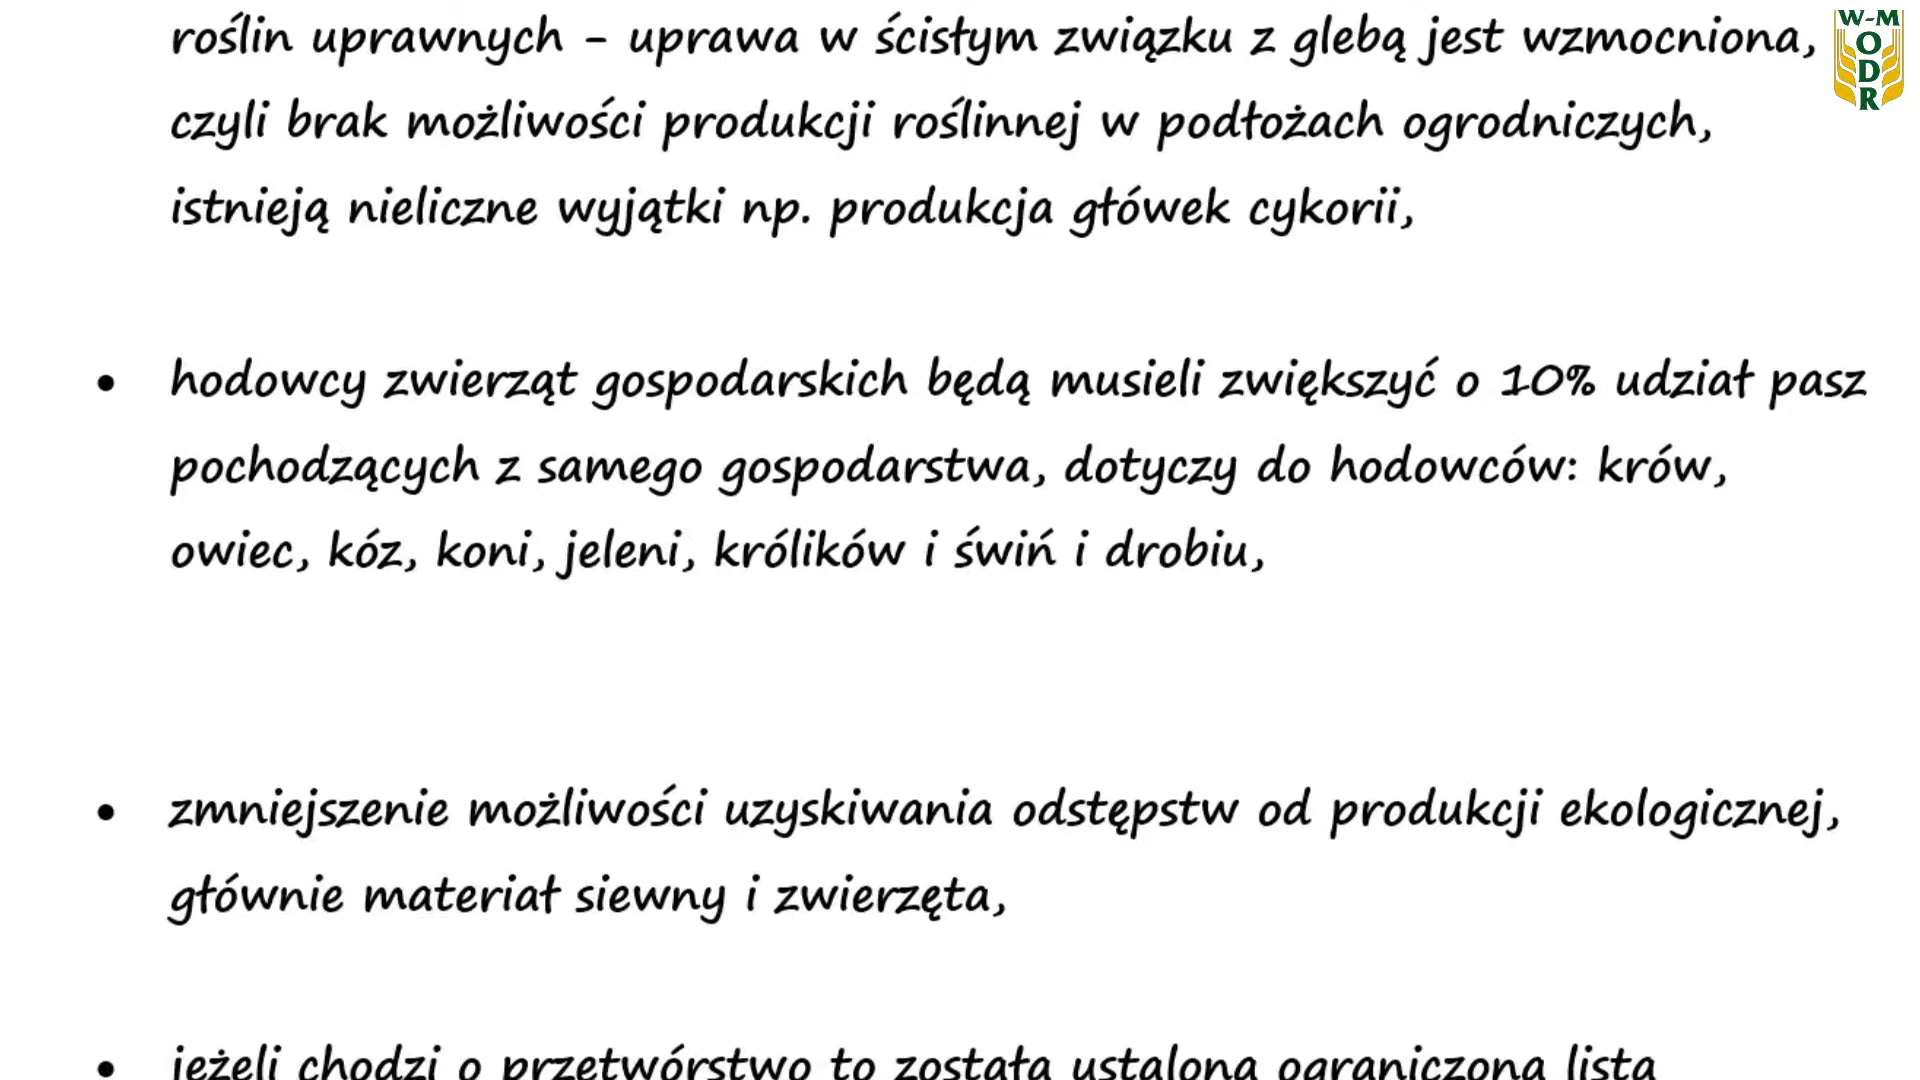 roślin uprawnych - uprawa w ścisłym związku z glebą jest wzmocniona,
czyli brak możliwości produkcji roślinnej w podłożach ogrodniczych,
istnieją nieliczne wyjątki np. produkcja główek cykorii,
• hodowcy zwierząt gospodarskich będą musieli zwiększyć o 10% udział pasz
pochodzących z samego gospodarstwa, dotyczy do hodowców: krów,
owiec, kóz, koni, jeleni, królików i świń i drobiu,
• zmniejszenie możliwości uzyskiwania odstępstw od produkcji ekologicznej,
głównie materiał siewny i zwierzęta,
• jeżeli chodzi o przetwórstwo to została ustalona ograniczona lista
W-M
O
D
R